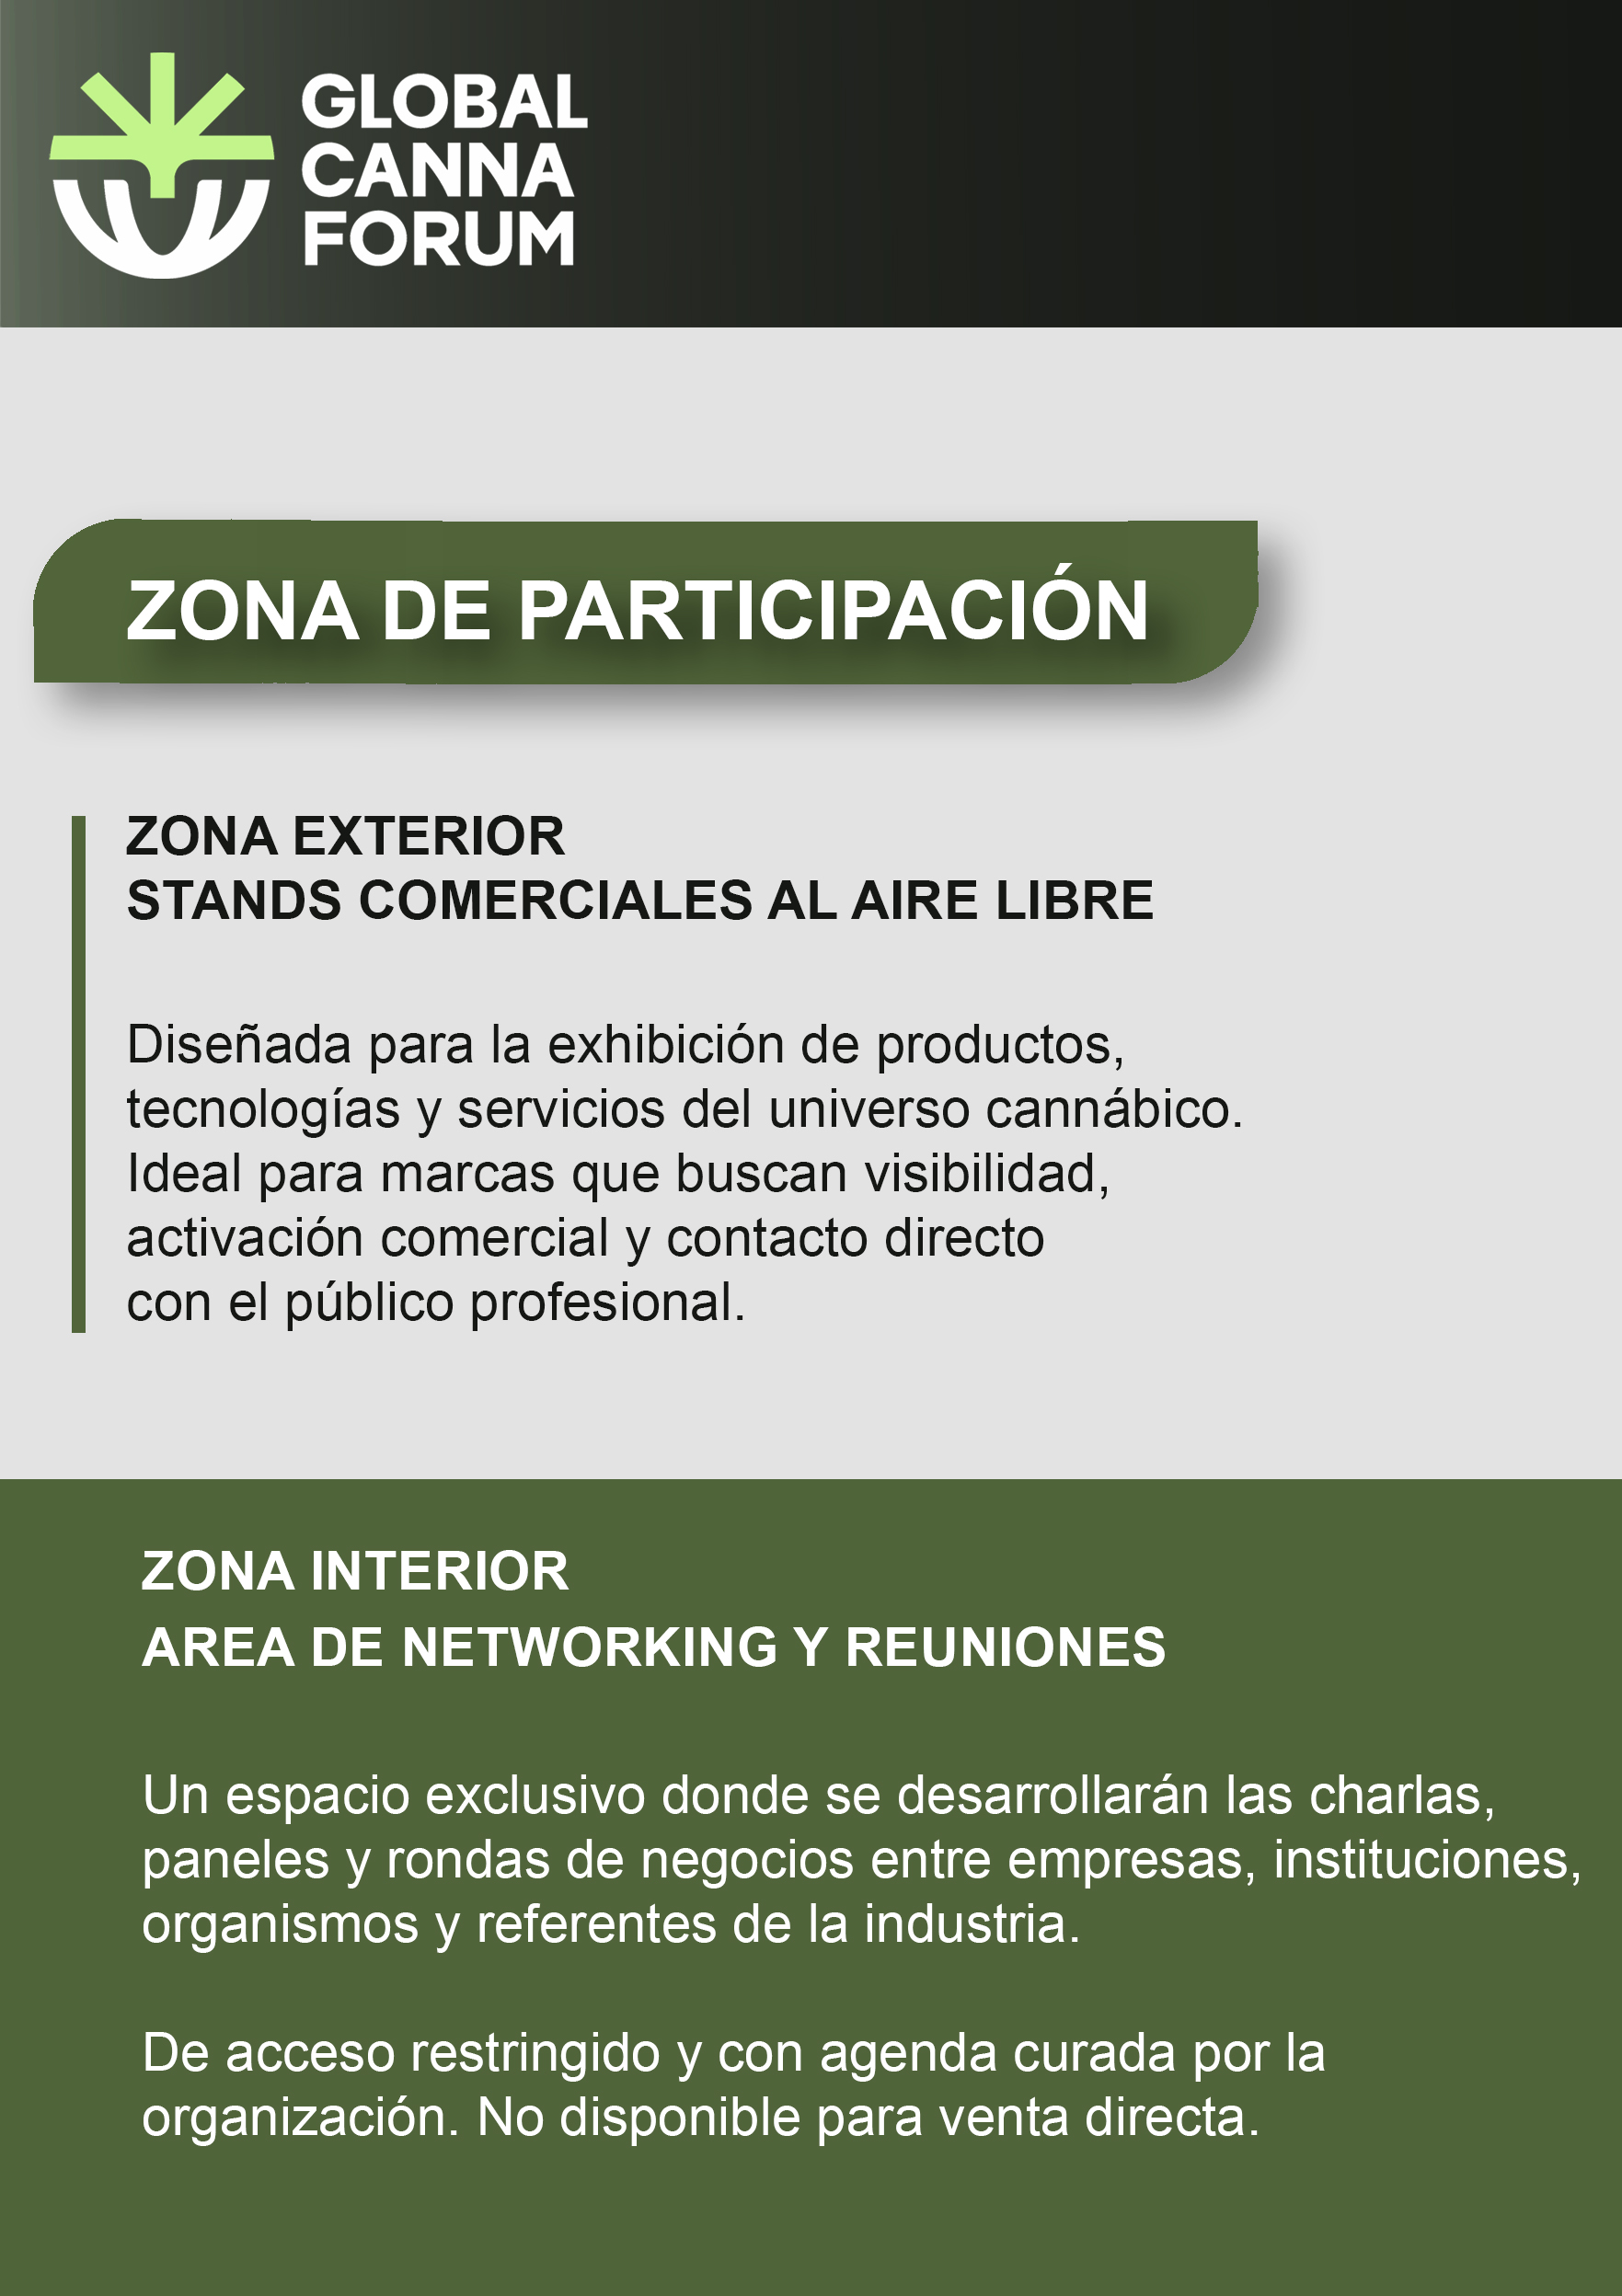 GLOBAL
CANNA
FORUM
ZONA DE PARTICIPACIÓN
ZONA EXTERIOR
STANDS COMERCIALES AL AIRE LIBRE
Diseñada para la exhibición de productos,
tecnologías y servicios del universo cannábico.
Ideal para marcas que buscan visibilidad,
activación comercial y contacto directo
con el público profesional.
ZONA INTERIOR
AREA DE NETWORKING Y REUNIONES
Un espacio exclusivo donde se desarrollarán las charlas,
paneles y rondas de negocios entre empresas, instituciones,
organismos y referentes de la industria.
De acceso restringido y con agenda curada por la
organización. No disponible para venta directa.